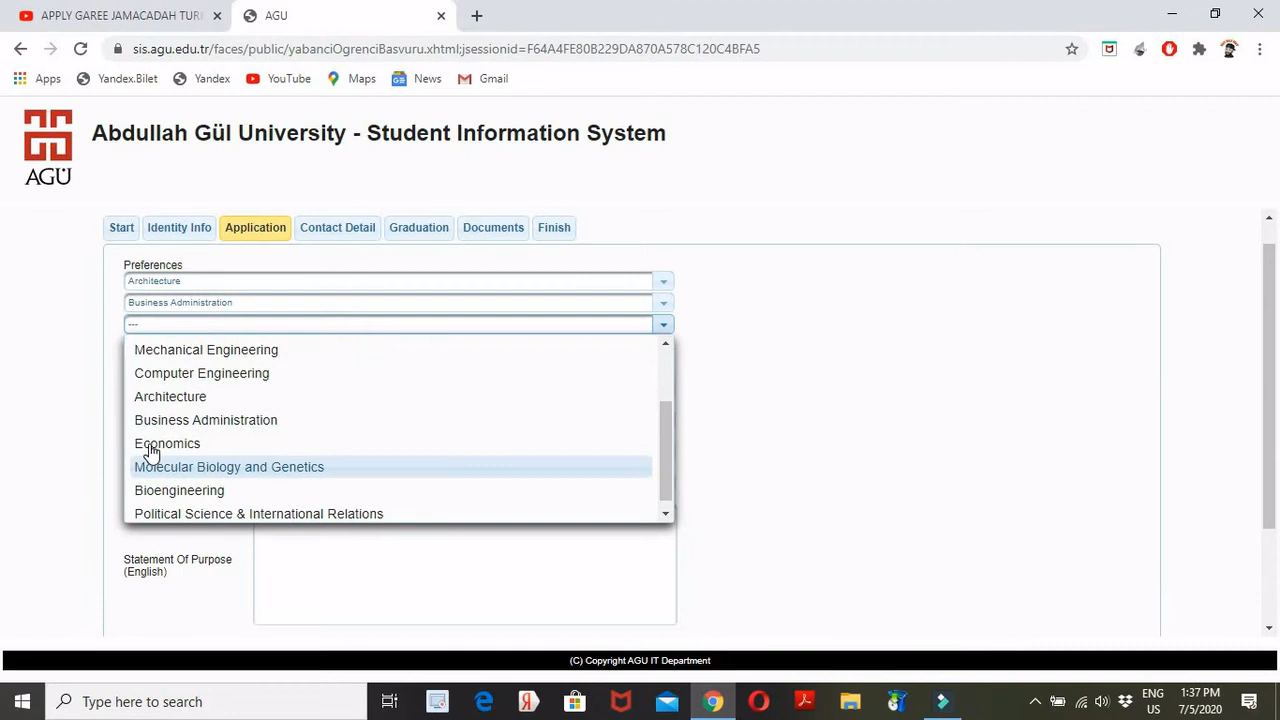 APPLY GAREE JAMACADAH TUR
AGU
sis.agu.edu.tr/faces/public/yabanciOgrenciBasvuru.xhtml;jsessionid=F64A4FE80B229DA870A578C120C4BFA5
Apps
Yandex.Bilet
Yandex
YouTube
Maps
News
Gmail
AGÜ
Abdullah Gül University - Student Information System
Start
Identity Info
Application
Contact Detail
Graduation
Documents
Finish
Preferences
Architecture
Business Administration
---
Mechanical Engineering
Computer Engineering
Architecture
Business Administration
Economics
Molecular Biology and Genetics
Bioengineering
Political Science & International Relations
Statement Of Purpose
(English)
(C) Copyright AGU IT Department
Type here to search
ENG
US
1:37 PM
7/5/2020